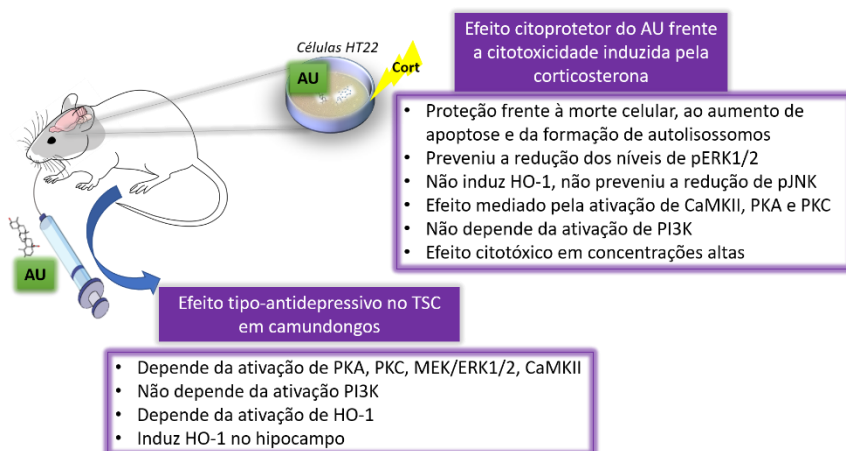 Efeito citoprotetor do AU frente
a citotoxicidade induzida pela
corticosterona
Células HT22
AU
Cort
• Proteção frente à morte celular, ao aumento de
apoptose e da formação de autolisossomos
• Preveniu a redução dos níveis de pERK1/2
• Não induz HO-1, não preveniu a redução de pJNK
• Efeito mediado pela ativação de CaMKII, PKA e PKC
• Não depende da ativação de PI3K
• Efeito citotóxico em concentrações altas
AU
Efeito tipo-antidepressivo no TSC
em camundongos
• Depende da ativação de PKA, PKC, MEK/ERK1/2, CaMKII
• Não depende da ativação PI3K
• Depende da ativação de HO-1
• Induz HO-1 no hipocampo